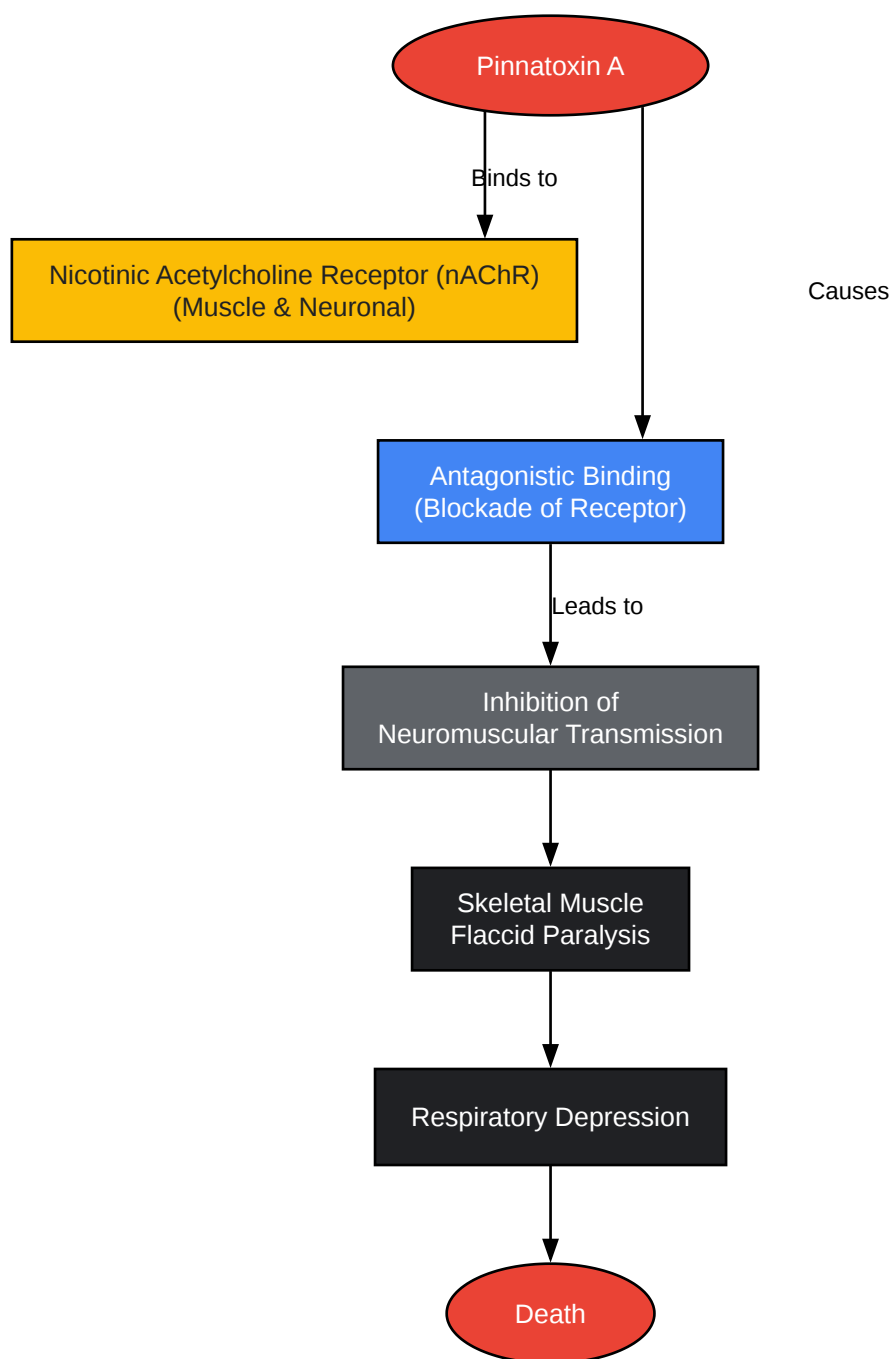 Pinnatoxin A
Binds to
Nicotinic Acetylcholine Receptor (nAChR)
(Muscle & Neuronal)
Causes
Antagonistic Binding
(Blockade of Receptor)
Leads to
Inhibition of
Neuromuscular Transmission
Skeletal Muscle
Flaccid Paralysis
Respiratory Depression
Death